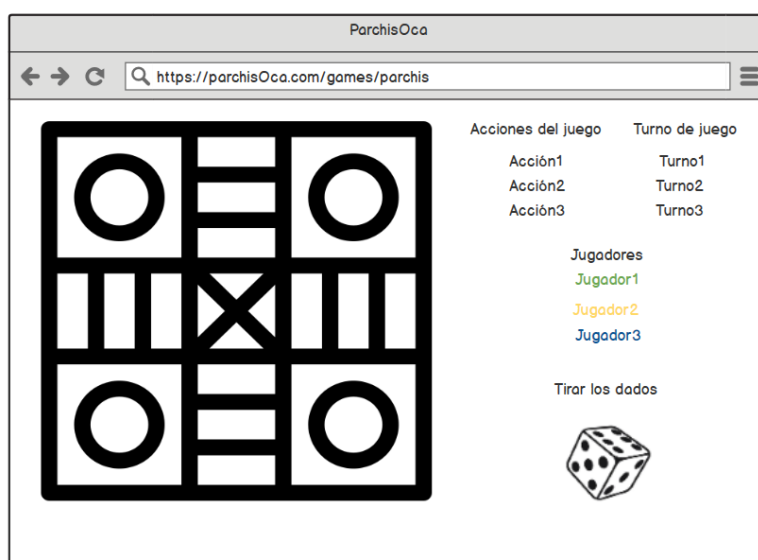 ParchisOca
https://parchisOca.com/games/parchis
Acciones del juego
Acción1
Acción2
Acción3
Turno de juego
Turno1
Turno2
Turno3
Jugadores
Jugador1
Jugador2
Jugador3
Tirar los dados